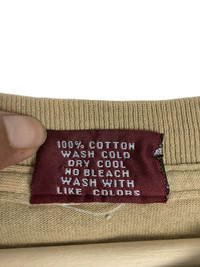 100% COTTON
WASH COLD
DRY COOL
NO BLEACH
WASH WITH
LIKE COLORS